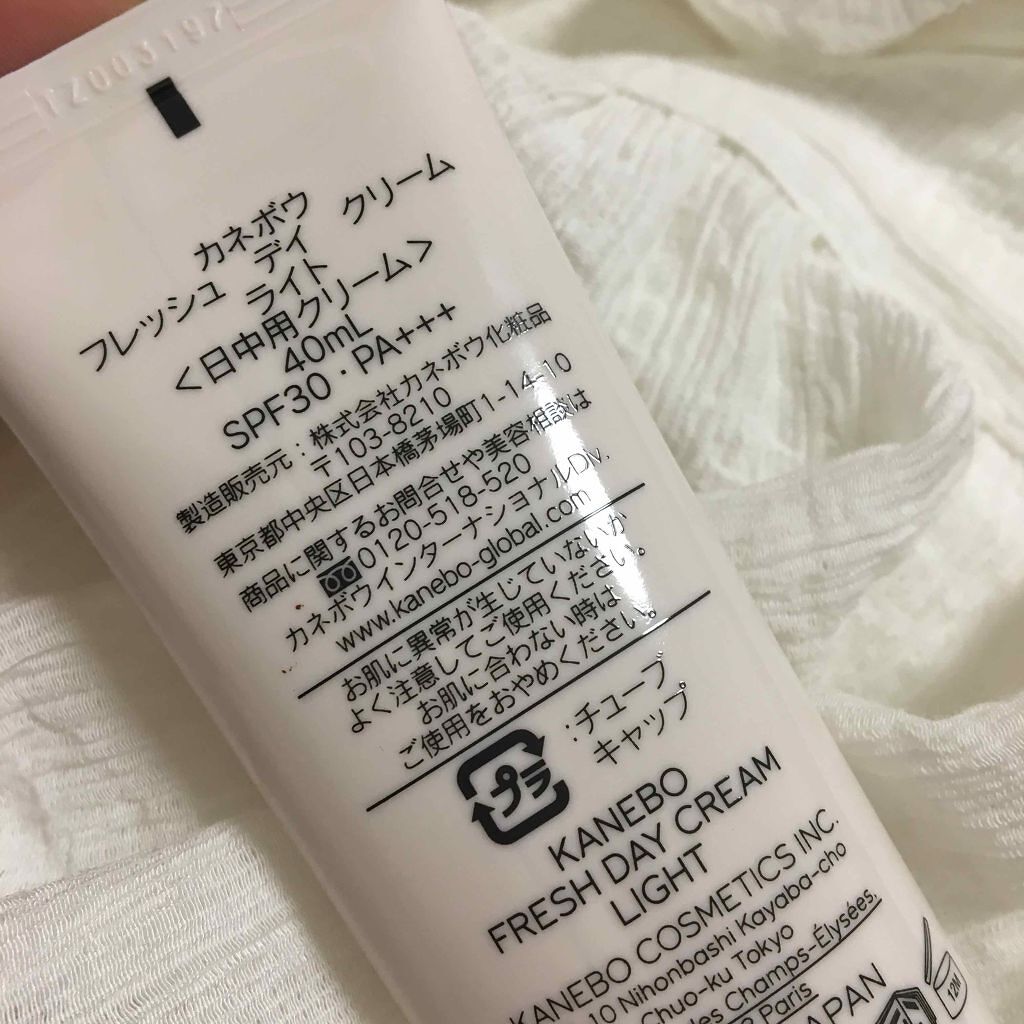 カネボウ
フレッシュ デイ クリーム
ライト
<日中用クリーム>
40mL
SPF30・PA+++
製造販売元：株式会社カネボウ化粧品
〒103-8210
東京都中央区日本橋茅場町1-14-10
商品に関するお問合せや美容相談は
0120-518-520
カネボウインターナショナルDiv.
www.kanebo-global.com
お肌に異常が生じていないか
よく注意してご使用ください。
お肌に合わない時は
ご使用をおやめください。
プラ :チューブ
キャップ
KANEBO
FRESH DAY CREAM
LIGHT
KANEBO COSMETICS INC.
10 Nihonbashi Kayaba-cho
Chuo-ku Tokyo
des Champs-Élysées.
Paris
JAPAN
12M